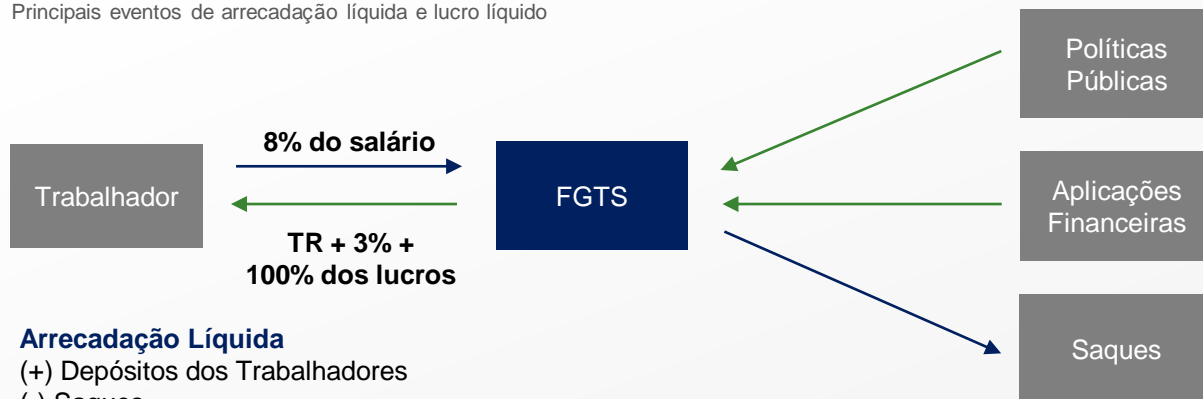 Principais eventos de arrecadação líquida e lucro líquido
Políticas
Públicas
8% do salário
Trabalhador
FGTS
Aplicações
Financeiras
TR + 3% +
100% dos lucros
Arrecadação Líquida
(+) Depósitos dos Trabalhadores
Saques
(-) Saques